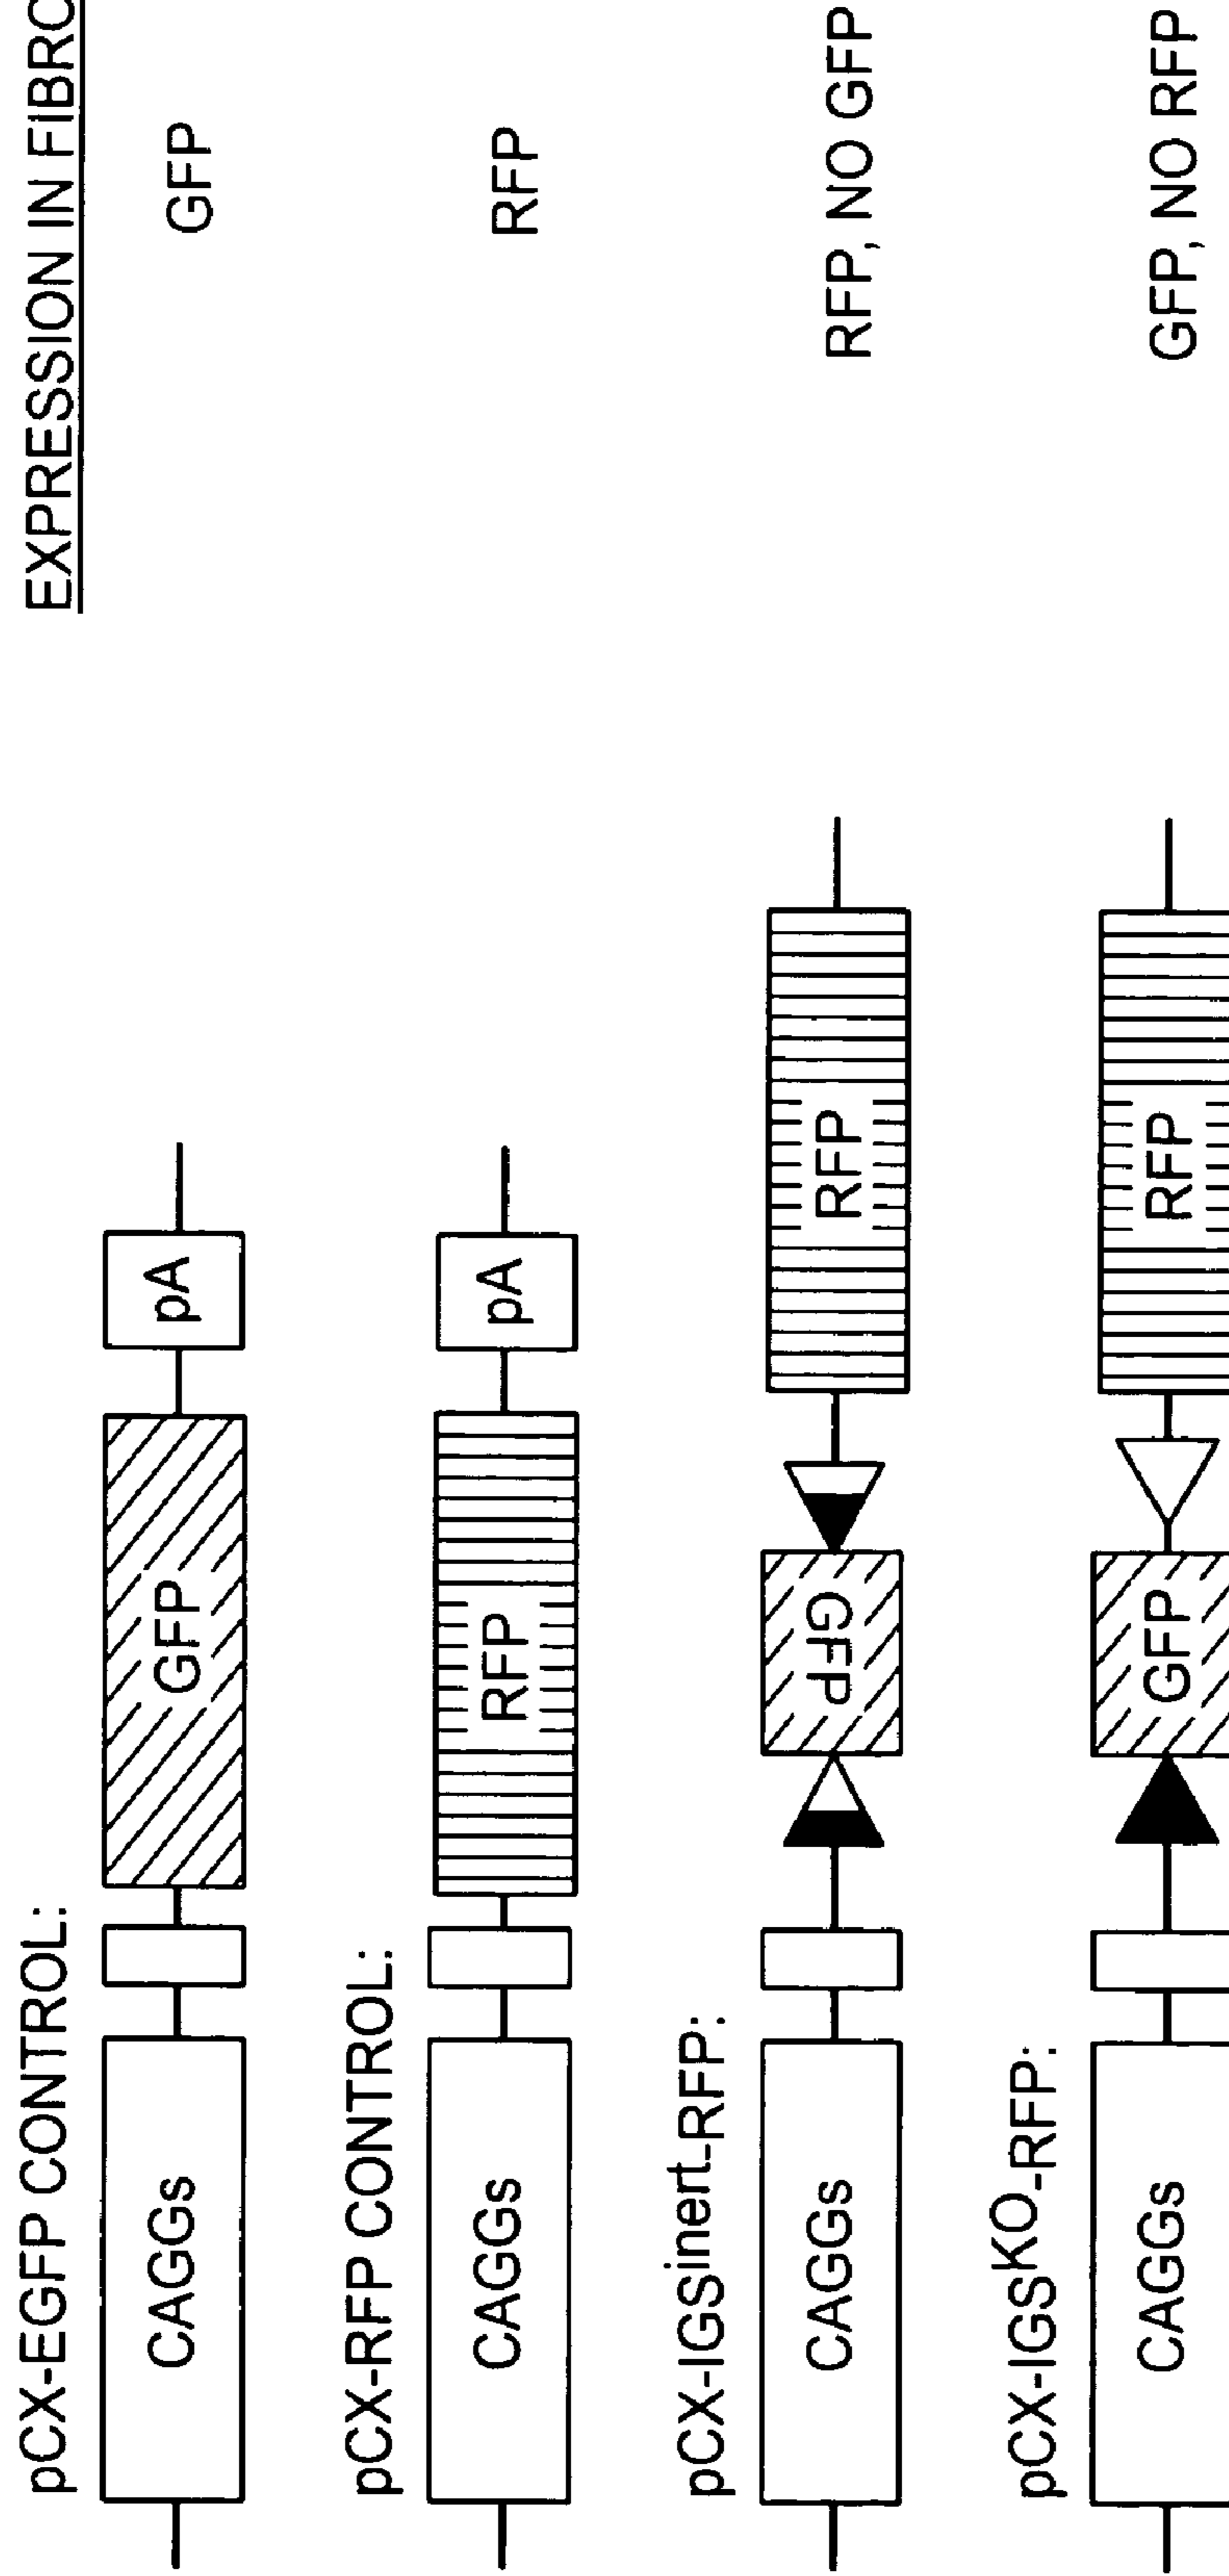 EXPRESSION IN
pCX-EGFP CONTROL:
CAGGs GFP pA GFP
pCX-RFP CONTROL:
CAGGs RFP pA RFP
pCX-IGSinert-RFP:
CAGGs GFP RFP RFP, NO GFP
pCX-IGSKO-RFP:
CAGGs GFP RFP GFP, NO RFP